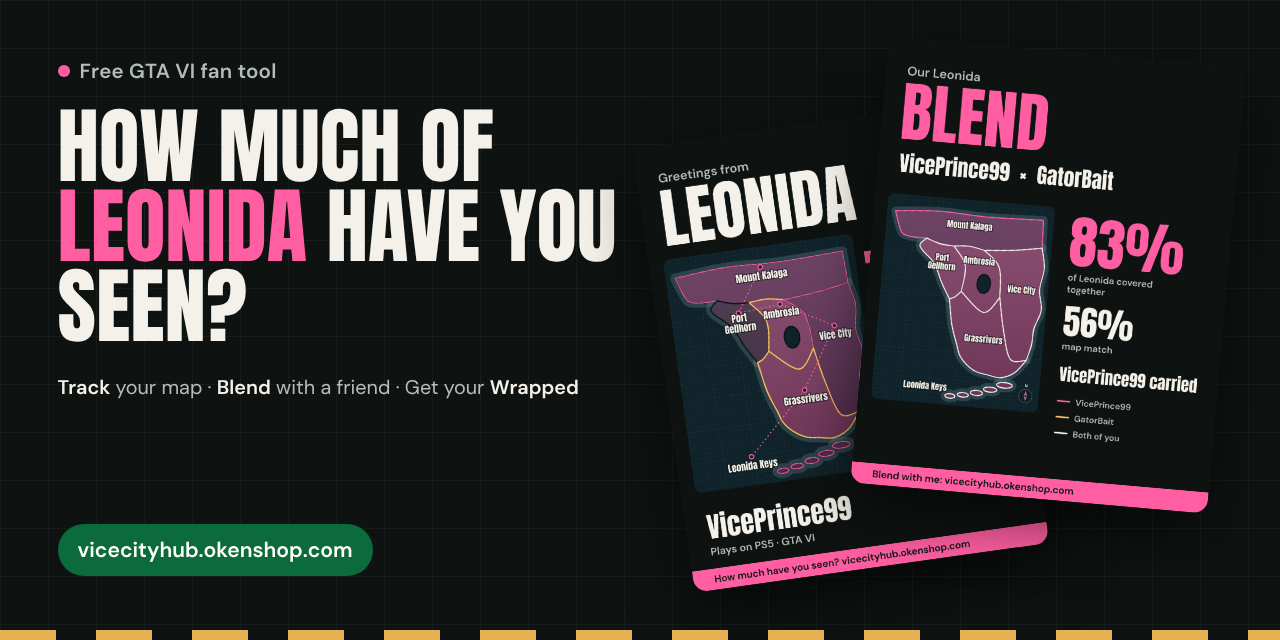 Free GTA VI fan tool
HOW MUCH OF
LEONIDA HAVE YOU
SEEN?
Track your map · Blend with a friend · Get your Wrapped
vicecityhub.okenshop.com
Greetings from
LEONIDA
Mount Kalaga
Port
Gellhorn
Ambrosia
Vice City
Grassrivers
Leonida Keys
VicePrince99
Plays on PS5 · GTA VI
How much have you seen? vicecityhub.okenshop.com
Our Leonida
BLEND
VicePrince99 × GatorBait
Mount Kalaga
Port
Gellhorn
Ambrosia
Vice City
Grassrivers
Leonida Keys
N
83%
of Leonida covered
together
56%
map match
VicePrince99 carried
VicePrince99
GatorBait
Both of you
Blend with me: vicecityhub.okenshop.com